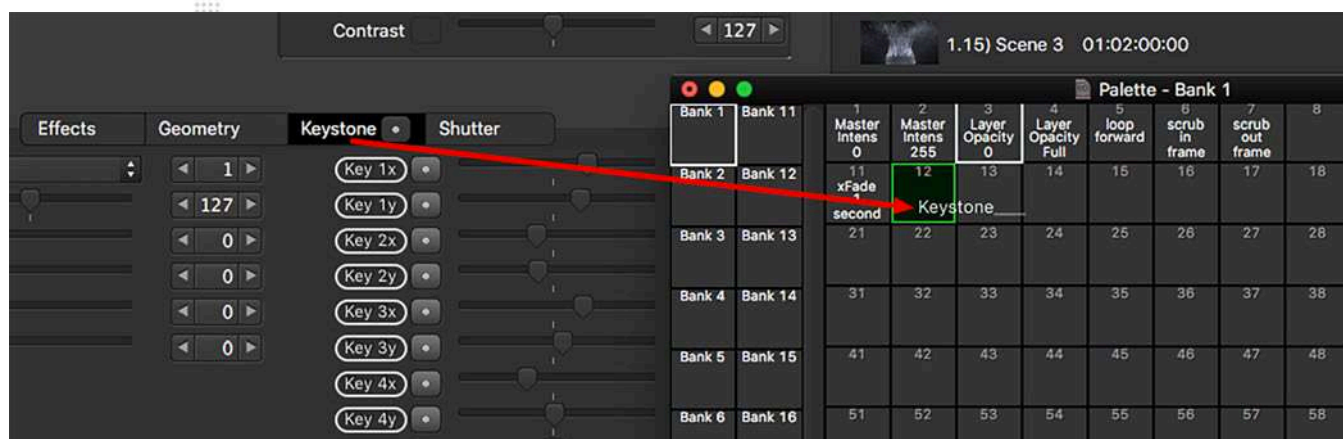 Contrast
127
1.15) Scene 3 01:02:00:00
Palette - Bank 1
Effects
Geometry
Keystone
Shutter
1
127
0
0
0
0
Key 1x
Key 1y
Key 2x
Key 2y
Key 3x
Key 3y
Key 4x
Key 4y
Bank 1 Bank 11
Bank 2 Bank 12
Bank 3 Bank 13
Bank 4 Bank 14
Bank 5 Bank 15
Bank 6 Bank 16
1 2 3 4 5 6 7 8
Master Master Layer Layer loop scrub scrub
Intens Intens Opacity Opacity forward in out
0 255 0 Full frame frame
11 12 13 14 15 16 17 18
xFade
1
second
Keystone
21 22 23 24 25 26 27 28
31 32 33 34 35 36 37 38
41 42 43 44 45 46 47 48
51 52 53 54 55 56 57 58